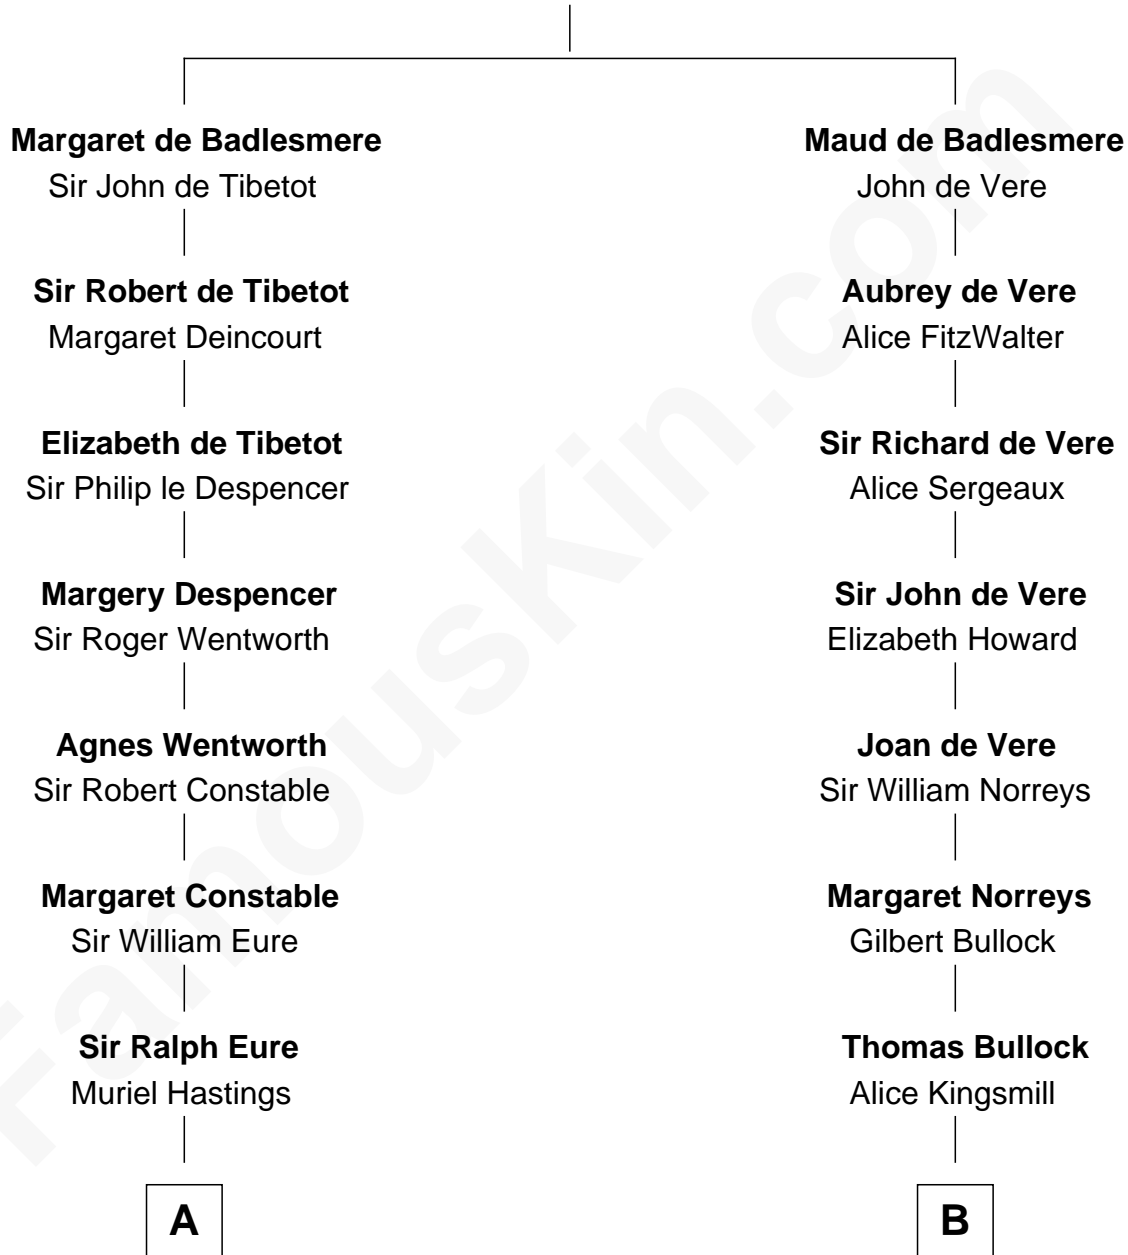 Margaret de Badlesmere
Sir John de Tibetot
Sir Robert de Tibetot
Margaret Deincourt
Elizabeth de Tibetot
Sir Philip le Despencer
Margery Despencer
Sir Roger Wentworth
Agnes Wentworth
Sir Robert Constable
Margaret Constable
Sir William Eure
Sir Ralph Eure
Muriel Hastings
A
Maud de Badlesmere
John de Vere
Aubrey de Vere
Alice FitzWalter
Sir Richard de Vere
Alice Sergeaux
Sir John de Vere
Elizabeth Howard
Joan de Vere
Sir William Norreys
Margaret Norreys
Gilbert Bullock
Thomas Bullock
Alice Kingsmill
B
FamousKin.com